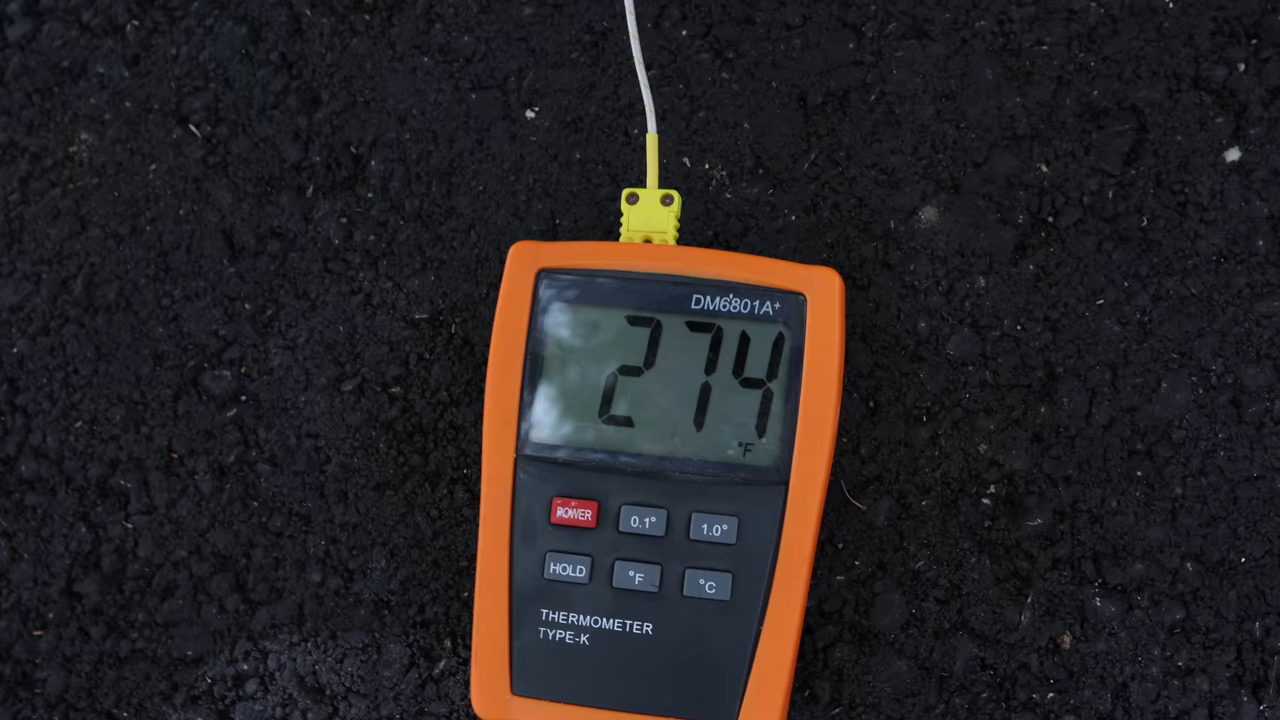 DM6801A+
274
°F
POWER 0.1° 1.0°
HOLD °F °C
THERMOMETER
TYPE-K